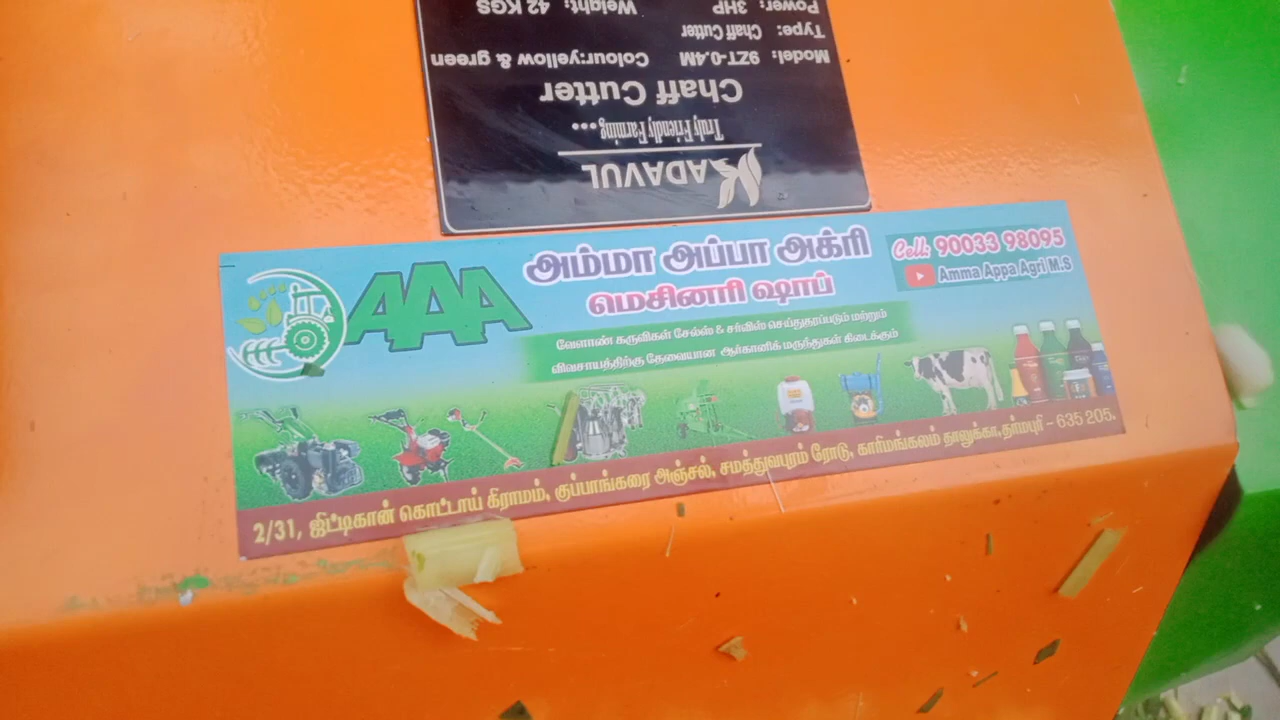 KADAVUL
Truly Friendly Farming...
Chaff Cutter
Model: 9ZT-0.4M Colour:yellow & green
Type: Chaff Cutter
Power: 3HP Weight: 42 KGS
AAA
அம்மா அப்பா அக்ரி
மெசினரி ஷாப்
Cell: 90033 98095
Amma Appa Agri M.S
வேளாண் கருவிகள் சேல்ஸ் & சர்விஸ் செய்துதரப்படும் மற்றும்
விவசாயத்திற்கு தேவையான ஆர்கானிக் மருந்துகள் கிடைக்கும்
2/31, ஜிட்டிகான் கொட்டாய் கிராமம், குப்பாங்கரை அஞ்சல், சமத்துவபுரம் ரோடு, காரிமங்கலம் தாலுக்கா, தர்மபுரி - 635 205.